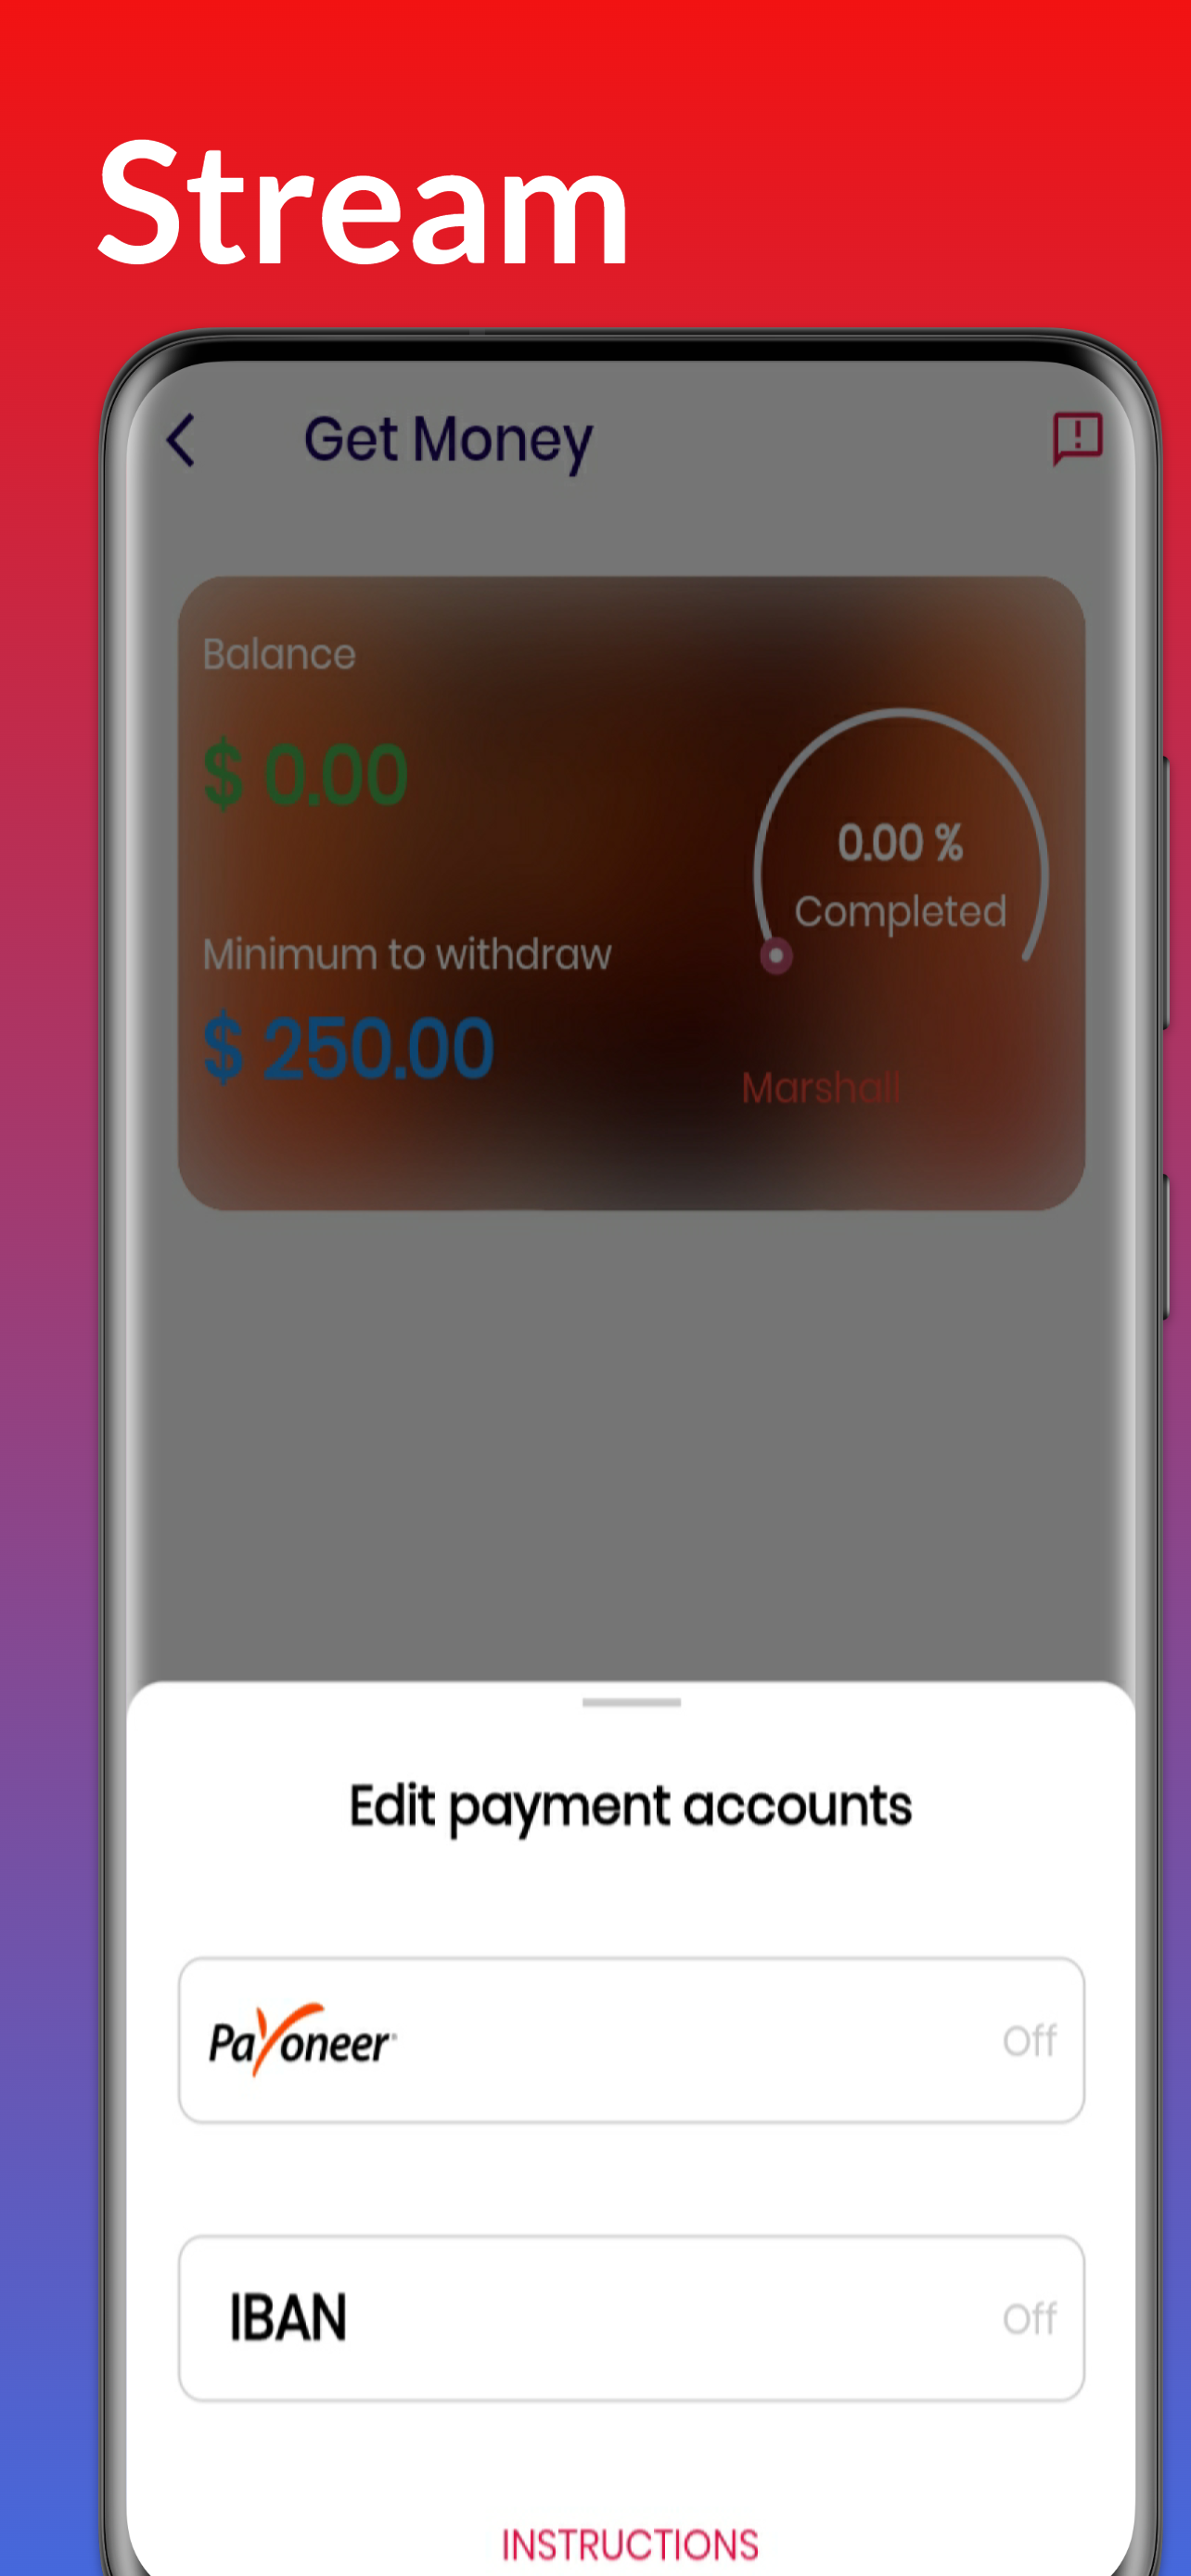 Stream
Get Money
Balance
$ 0.00
0.00 %
Completed
Minimum to withdraw
$ 250.00
Marshall
Edit payment accounts
Payoneer
Off
IBAN
Off
INSTRUCTIONS